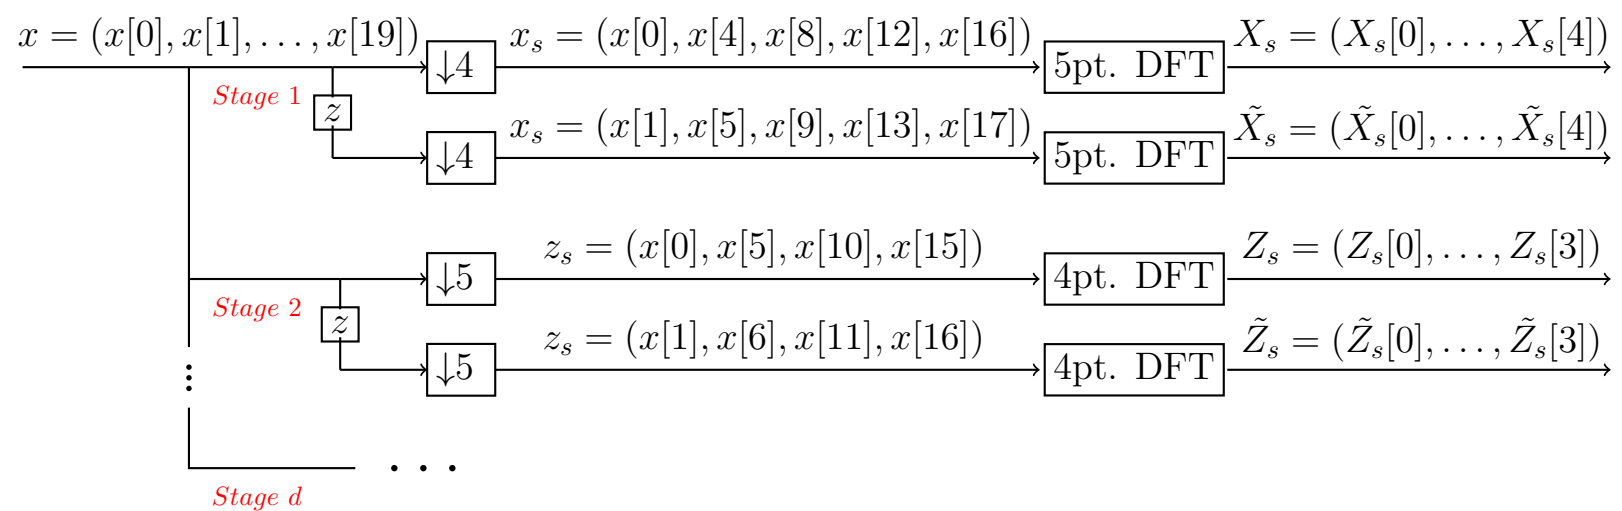 x = (x[0], x[1], . . . , x[19]) ↓4 x_s = (x[0], x[4], x[8], x[12], x[16]) 5pt. DFT X_s = (X_s[0], . . . , X_s[4])
Stage 1
z ↓4 x_s = (x[1], x[5], x[9], x[13], x[17]) 5pt. DFT X̃_s = (X̃_s[0], . . . , X̃_s[4])
↓5 z_s = (x[0], x[5], x[10], x[15]) 4pt. DFT Z_s = (Z_s[0], . . . , Z_s[3])
Stage 2
z ↓5 z_s = (x[1], x[6], x[11], x[16]) 4pt. DFT Z̃_s = (Z̃_s[0], . . . , Z̃_s[3])
⋮
. . .
Stage d